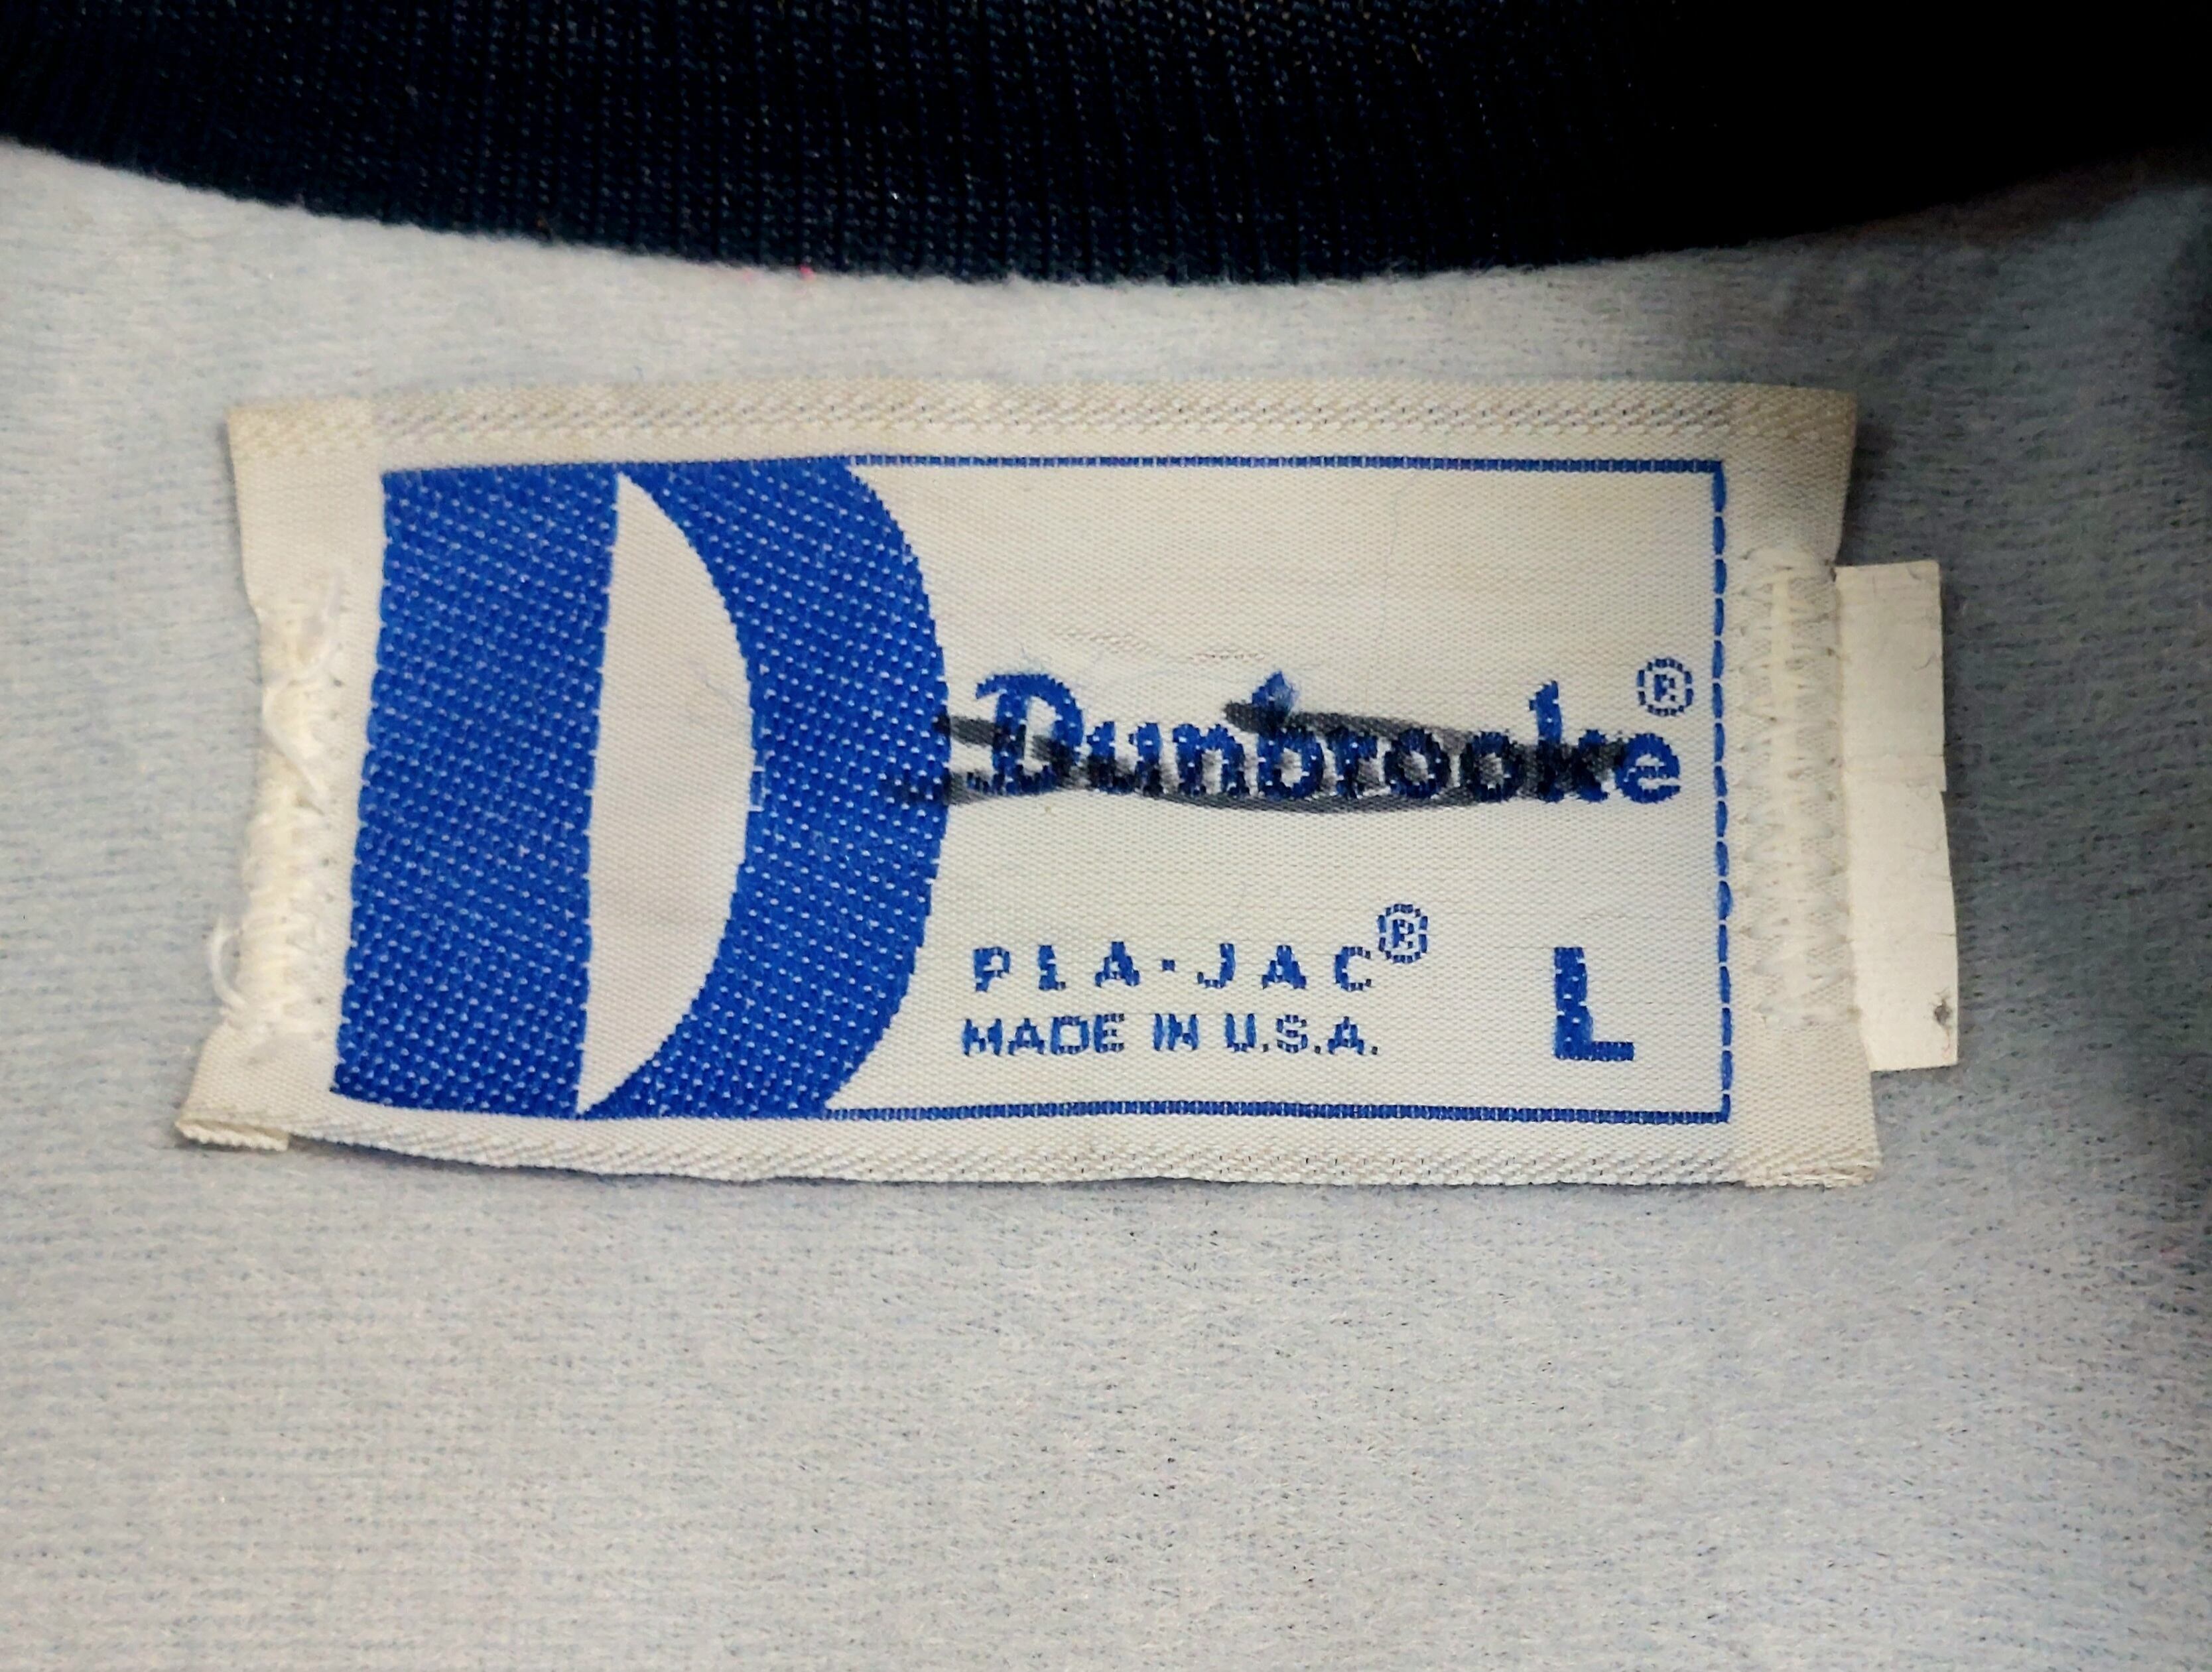 D
Dunbrooke®
PLA-JAC®
MADE IN U.S.A. L